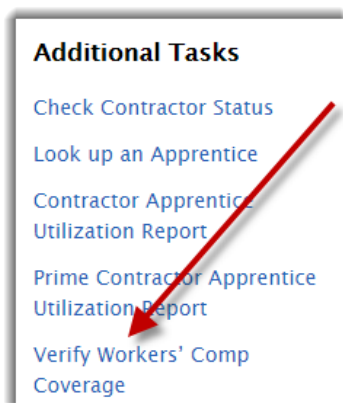 Additional Tasks
Check Contractor Status
Look up an Apprentice
Contractor Apprentice
Utilization Report
Prime Contractor Apprentice
Utilization Report
Verify Workers’ Comp
Coverage